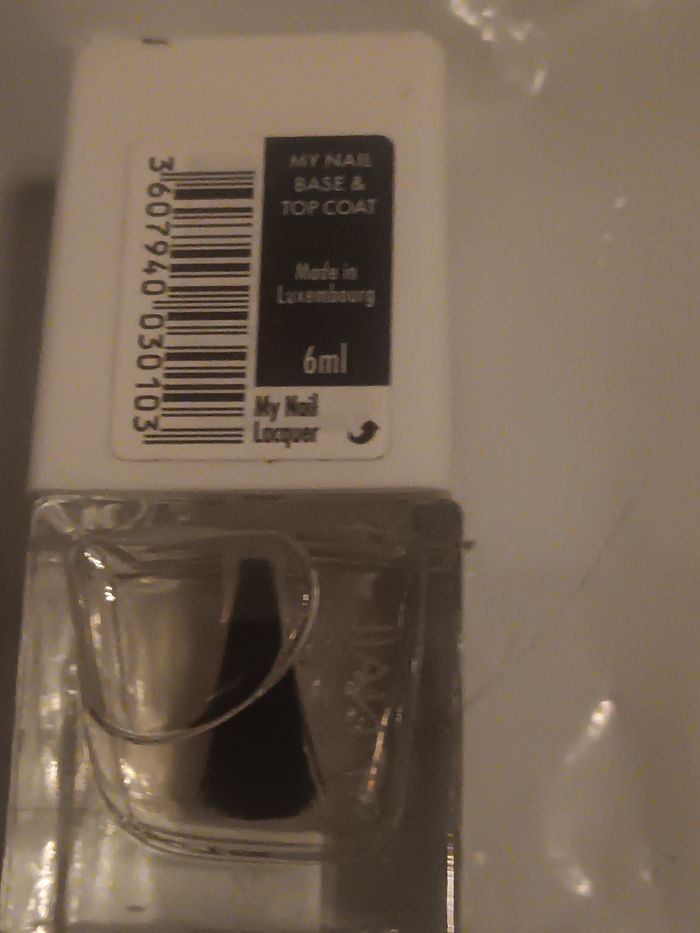 MY NAIL
BASE &
TOP COAT
Made in
Luxembourg
6ml
My Nail
Lacquer
3607940030103